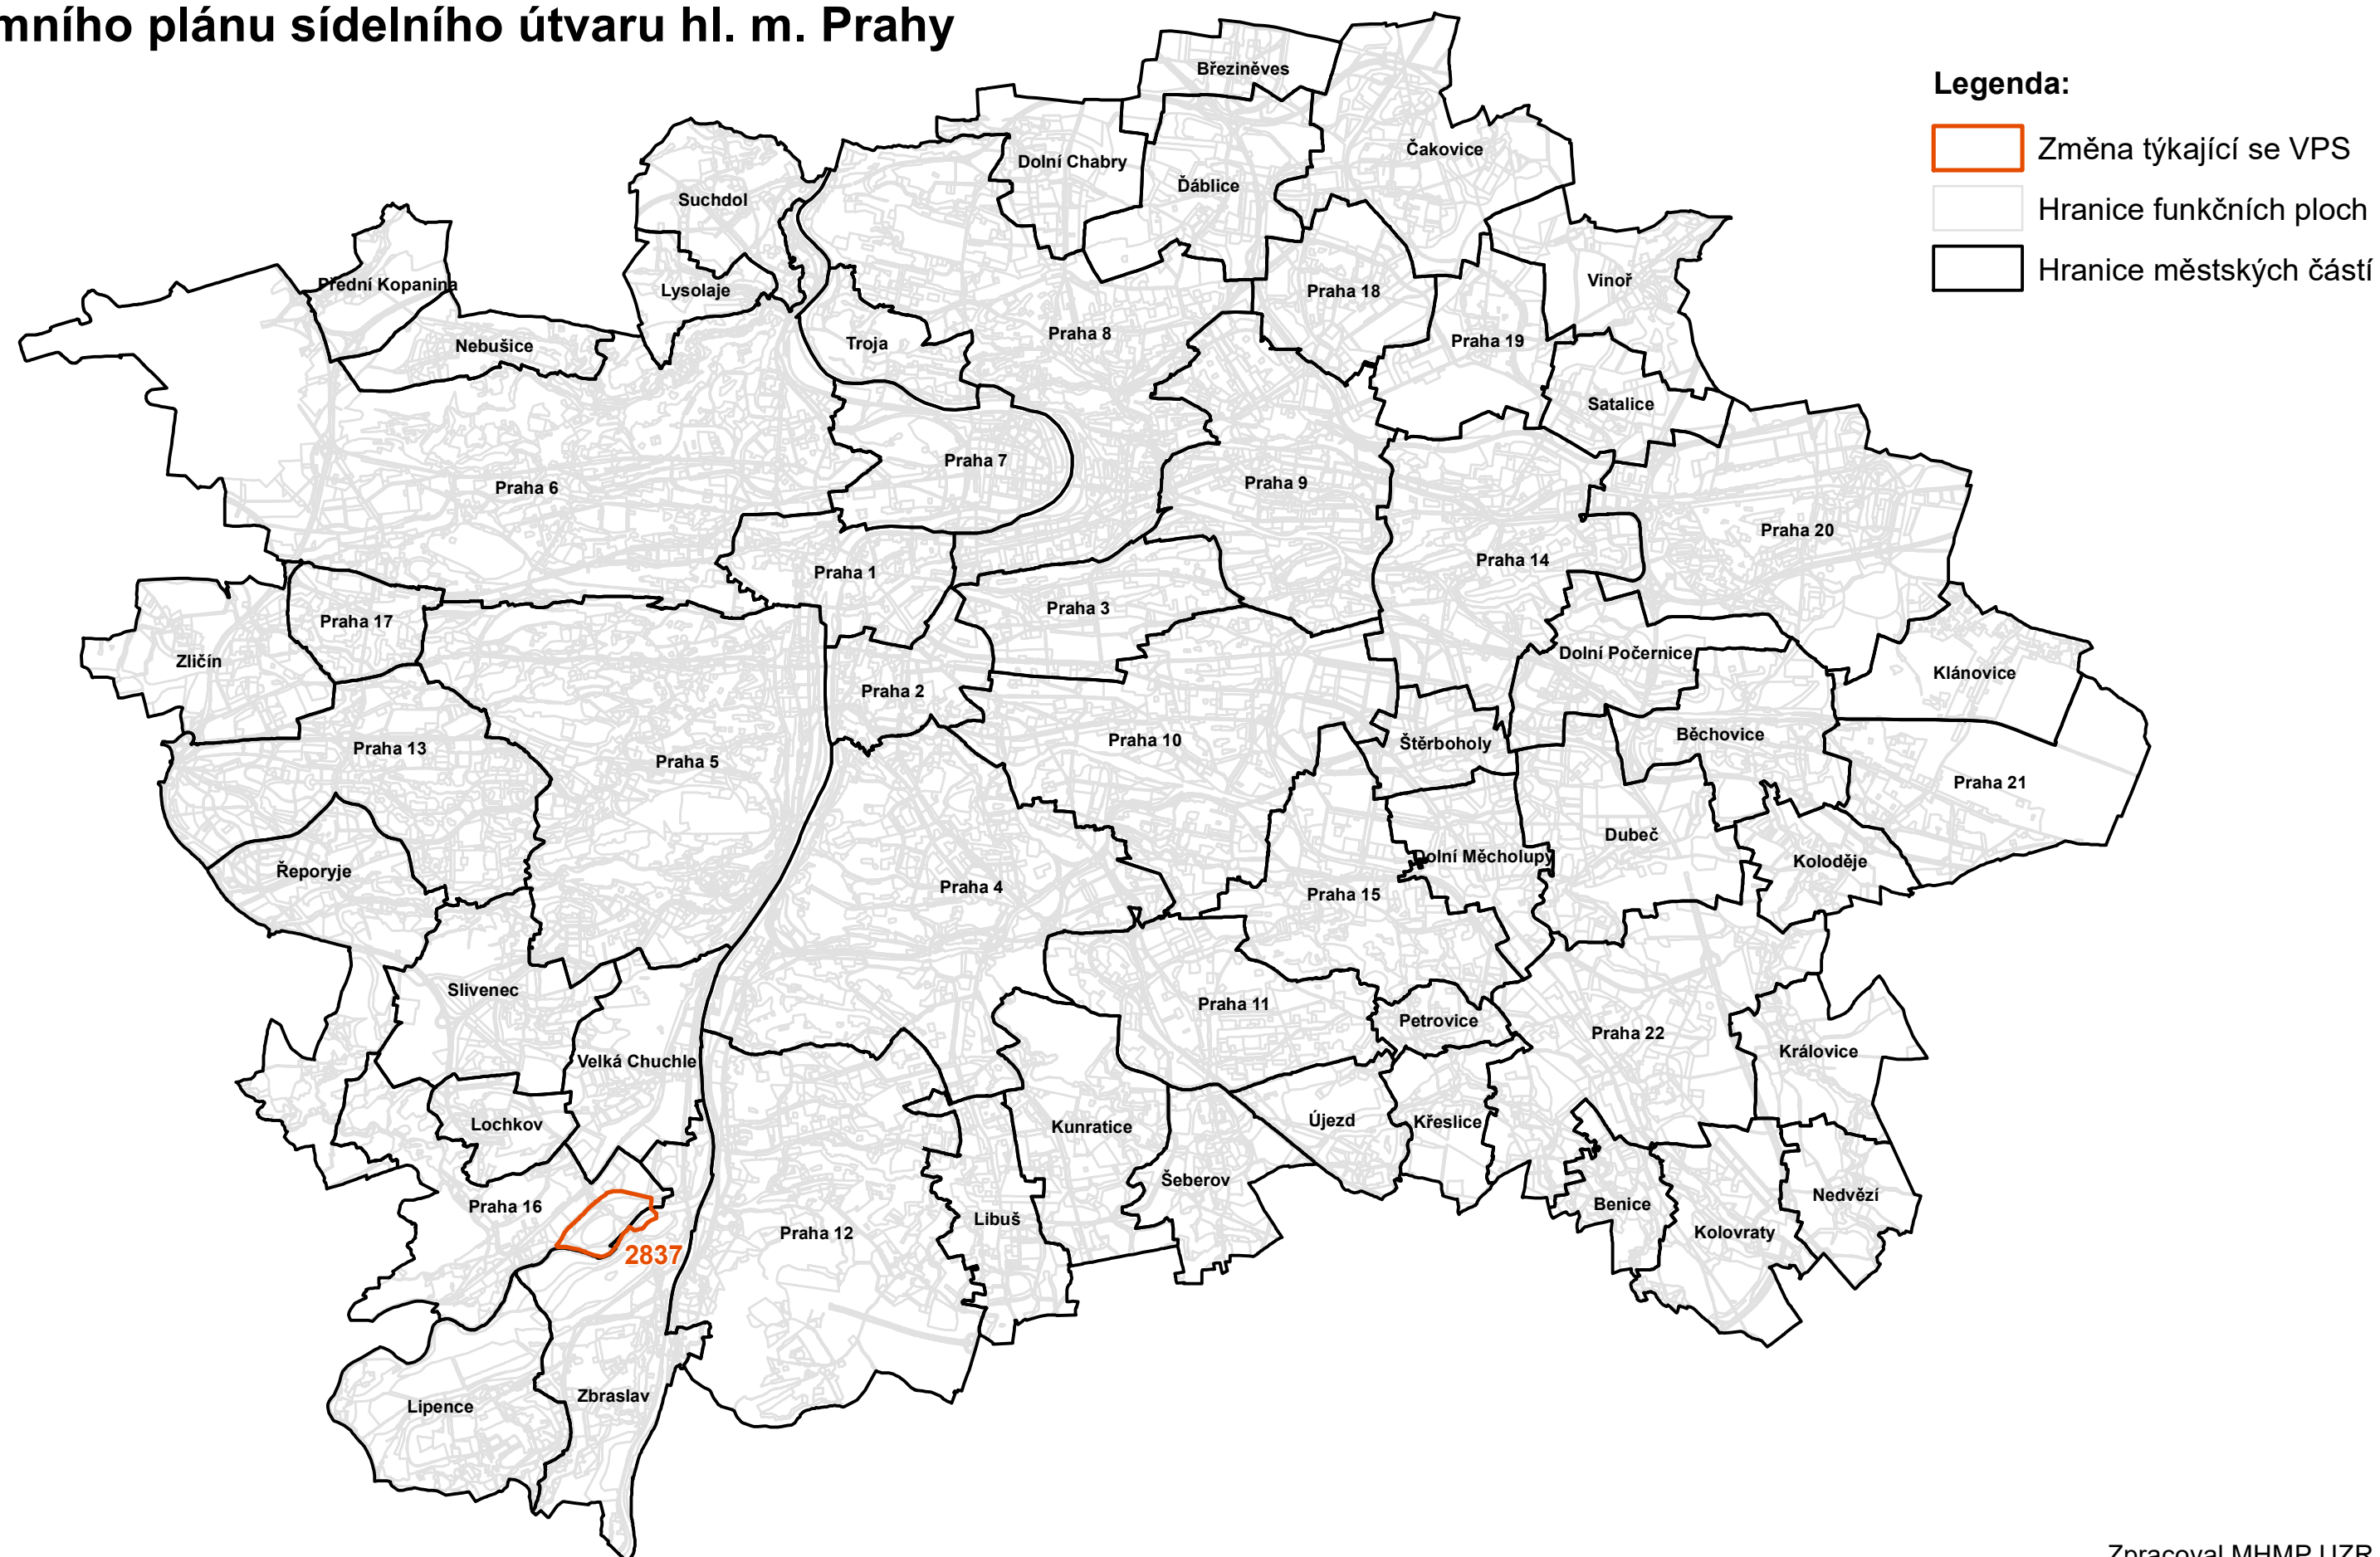 mního plánu sídelního útvaru hl. m. Prahy
Legenda:
Změna týkající se VPS
Hranice funkčních ploch
Hranice městských částí
Březiněves
Čakovice
Dolní Chabry
Ďáblice
Suchdol
Vinoř
Přední Kopanina
Lysolaje
Praha 18
Praha 8
Praha 19
Troja
Nebušice
Satalice
Praha 7
Praha 9
Praha 6
Praha 20
Praha 14
Praha 1
Praha 3
Praha 17
Dolní Počernice
Zličín
Klánovice
Praha 2
Běchovice
Praha 10
Štěrboholy
Praha 13
Praha 5
Praha 21
Dubeč
Dolní Měcholupy
Koloděje
Řeporyje
Praha 4
Praha 15
Slivenec
Praha 11
Petrovice
Praha 22
Královice
Velká Chuchle
Újezd
Křeslice
Lochkov
Kunratice
Šeberov
Nedvězí
Benice
Praha 16
Libuš
Praha 12
Kolovraty
2837
Zbraslav
Lipence
Zpracoval MHMP UZR